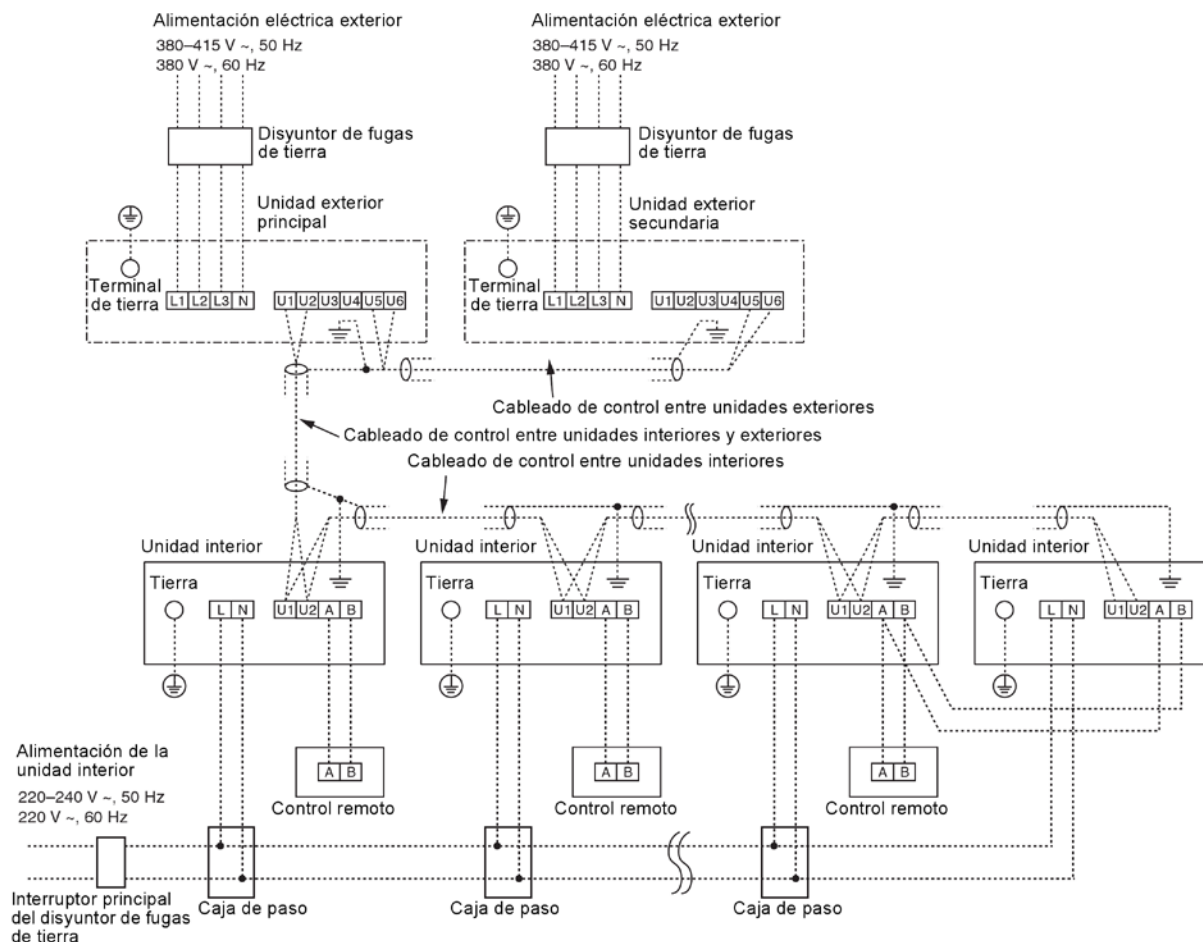 Alimentación eléctrica exterior
380–415 V ~, 50 Hz
380 V ~, 60 Hz
Alimentación eléctrica exterior
380–415 V ~, 50 Hz
380 V ~, 60 Hz
Disyuntor de fugas
de tierra
Disyuntor de fugas
de tierra
Unidad exterior
principal
Unidad exterior
secundaria
Terminal
de tierra
L1 L2 L3 N
U1 U2 U3 U4 U5 U6
Terminal
de tierra
L1 L2 L3 N
U1 U2 U3 U4 U5 U6
Cableado de control entre unidades exteriores
Cableado de control entre unidades interiores y exteriores
Cableado de control entre unidades interiores
Unidad interior
Unidad interior
Unidad interior
Unidad interior
Tierra
L N
U1 U2 A B
Tierra
L N
U1 U2 A B
Tierra
L N
U1 U2 A B
Tierra
L N
U1 U2 A B
Alimentación de la
unidad interior
220–240 V ~, 50 Hz
220 V ~, 60 Hz
A B
Control remoto
A B
Control remoto
A B
Control remoto
Interruptor principal
del disyuntor de fugas
de tierra
Caja de paso
Caja de paso
Caja de paso